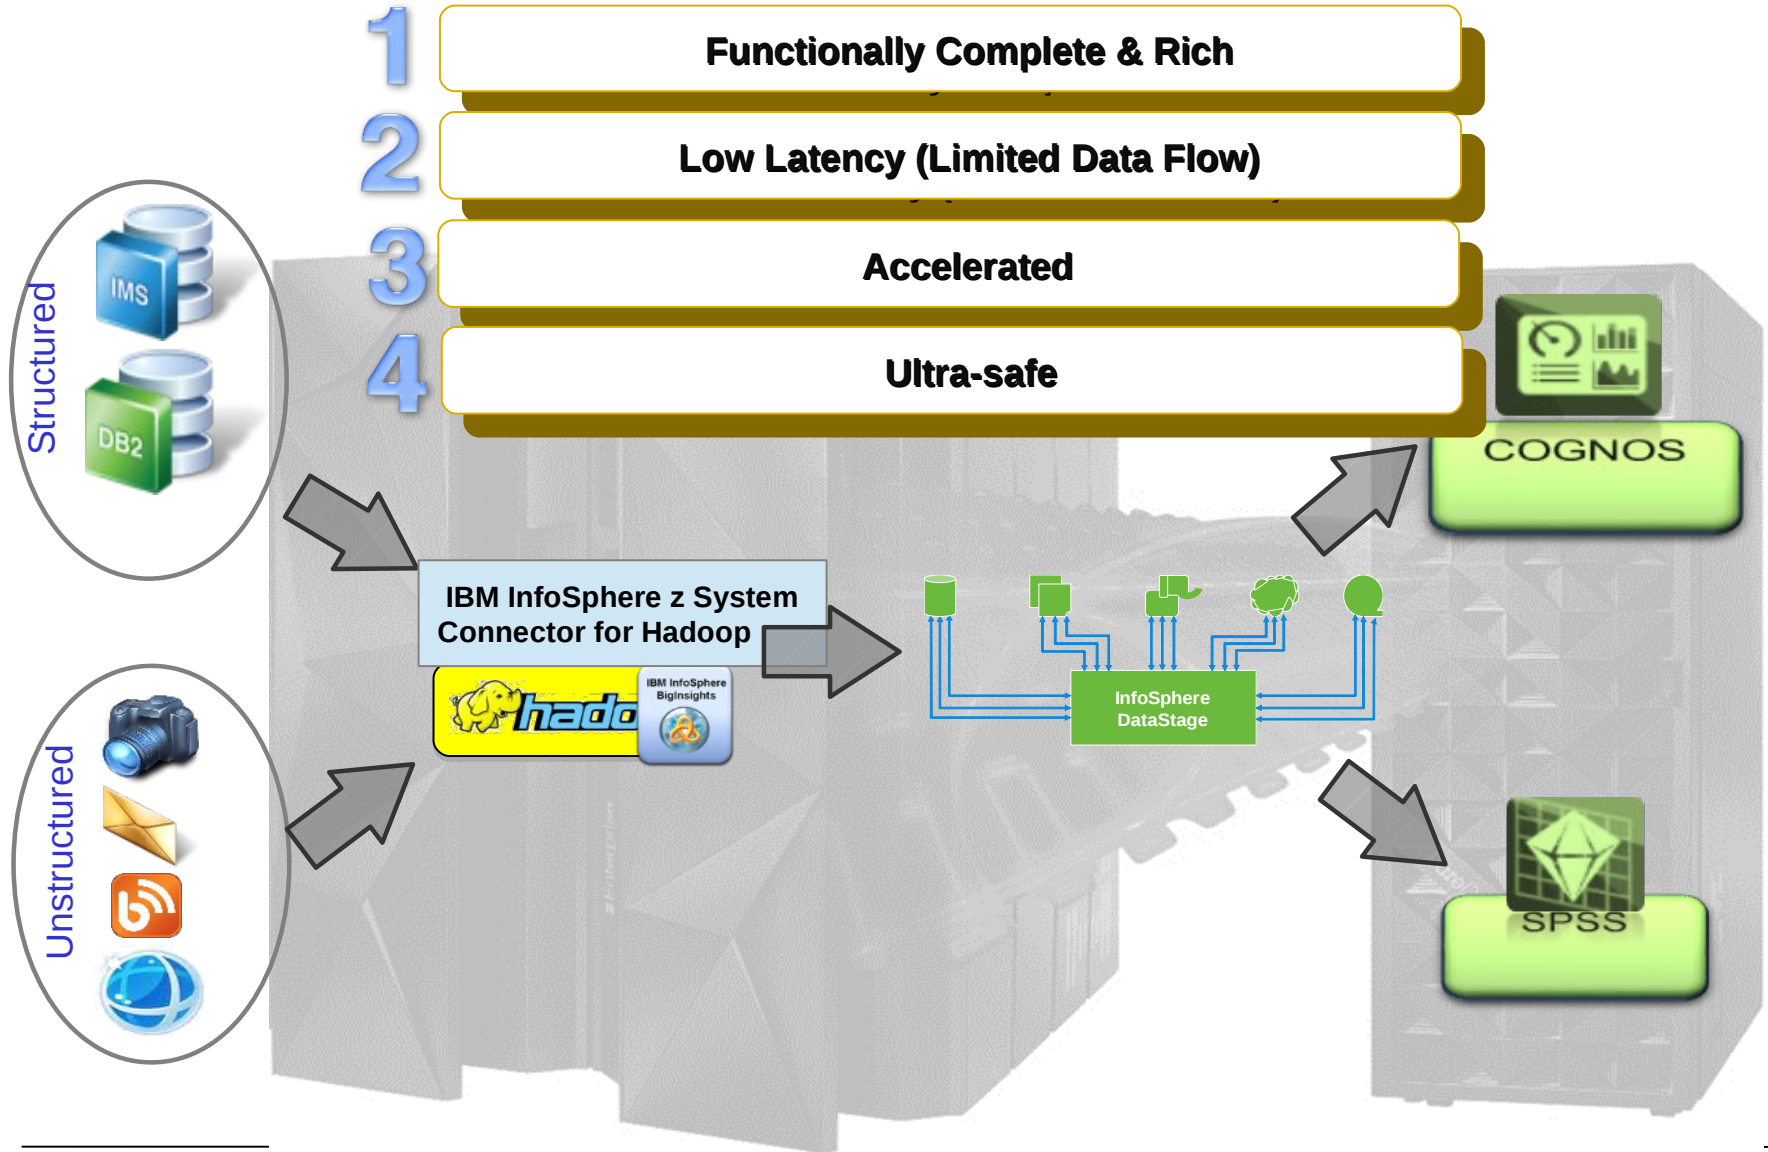 1
Functionally Complete & Rich
2
Low Latency (Limited Data Flow)
3
Accelerated
4
Ultra-safe
Structured
IMS
DB2
COGNOS
IBM InfoSphere z System
Connector for Hadoop
hado
IBM InfoSphere
BigInsights
InfoSphere
DataStage
Unstructured
b
SPSS